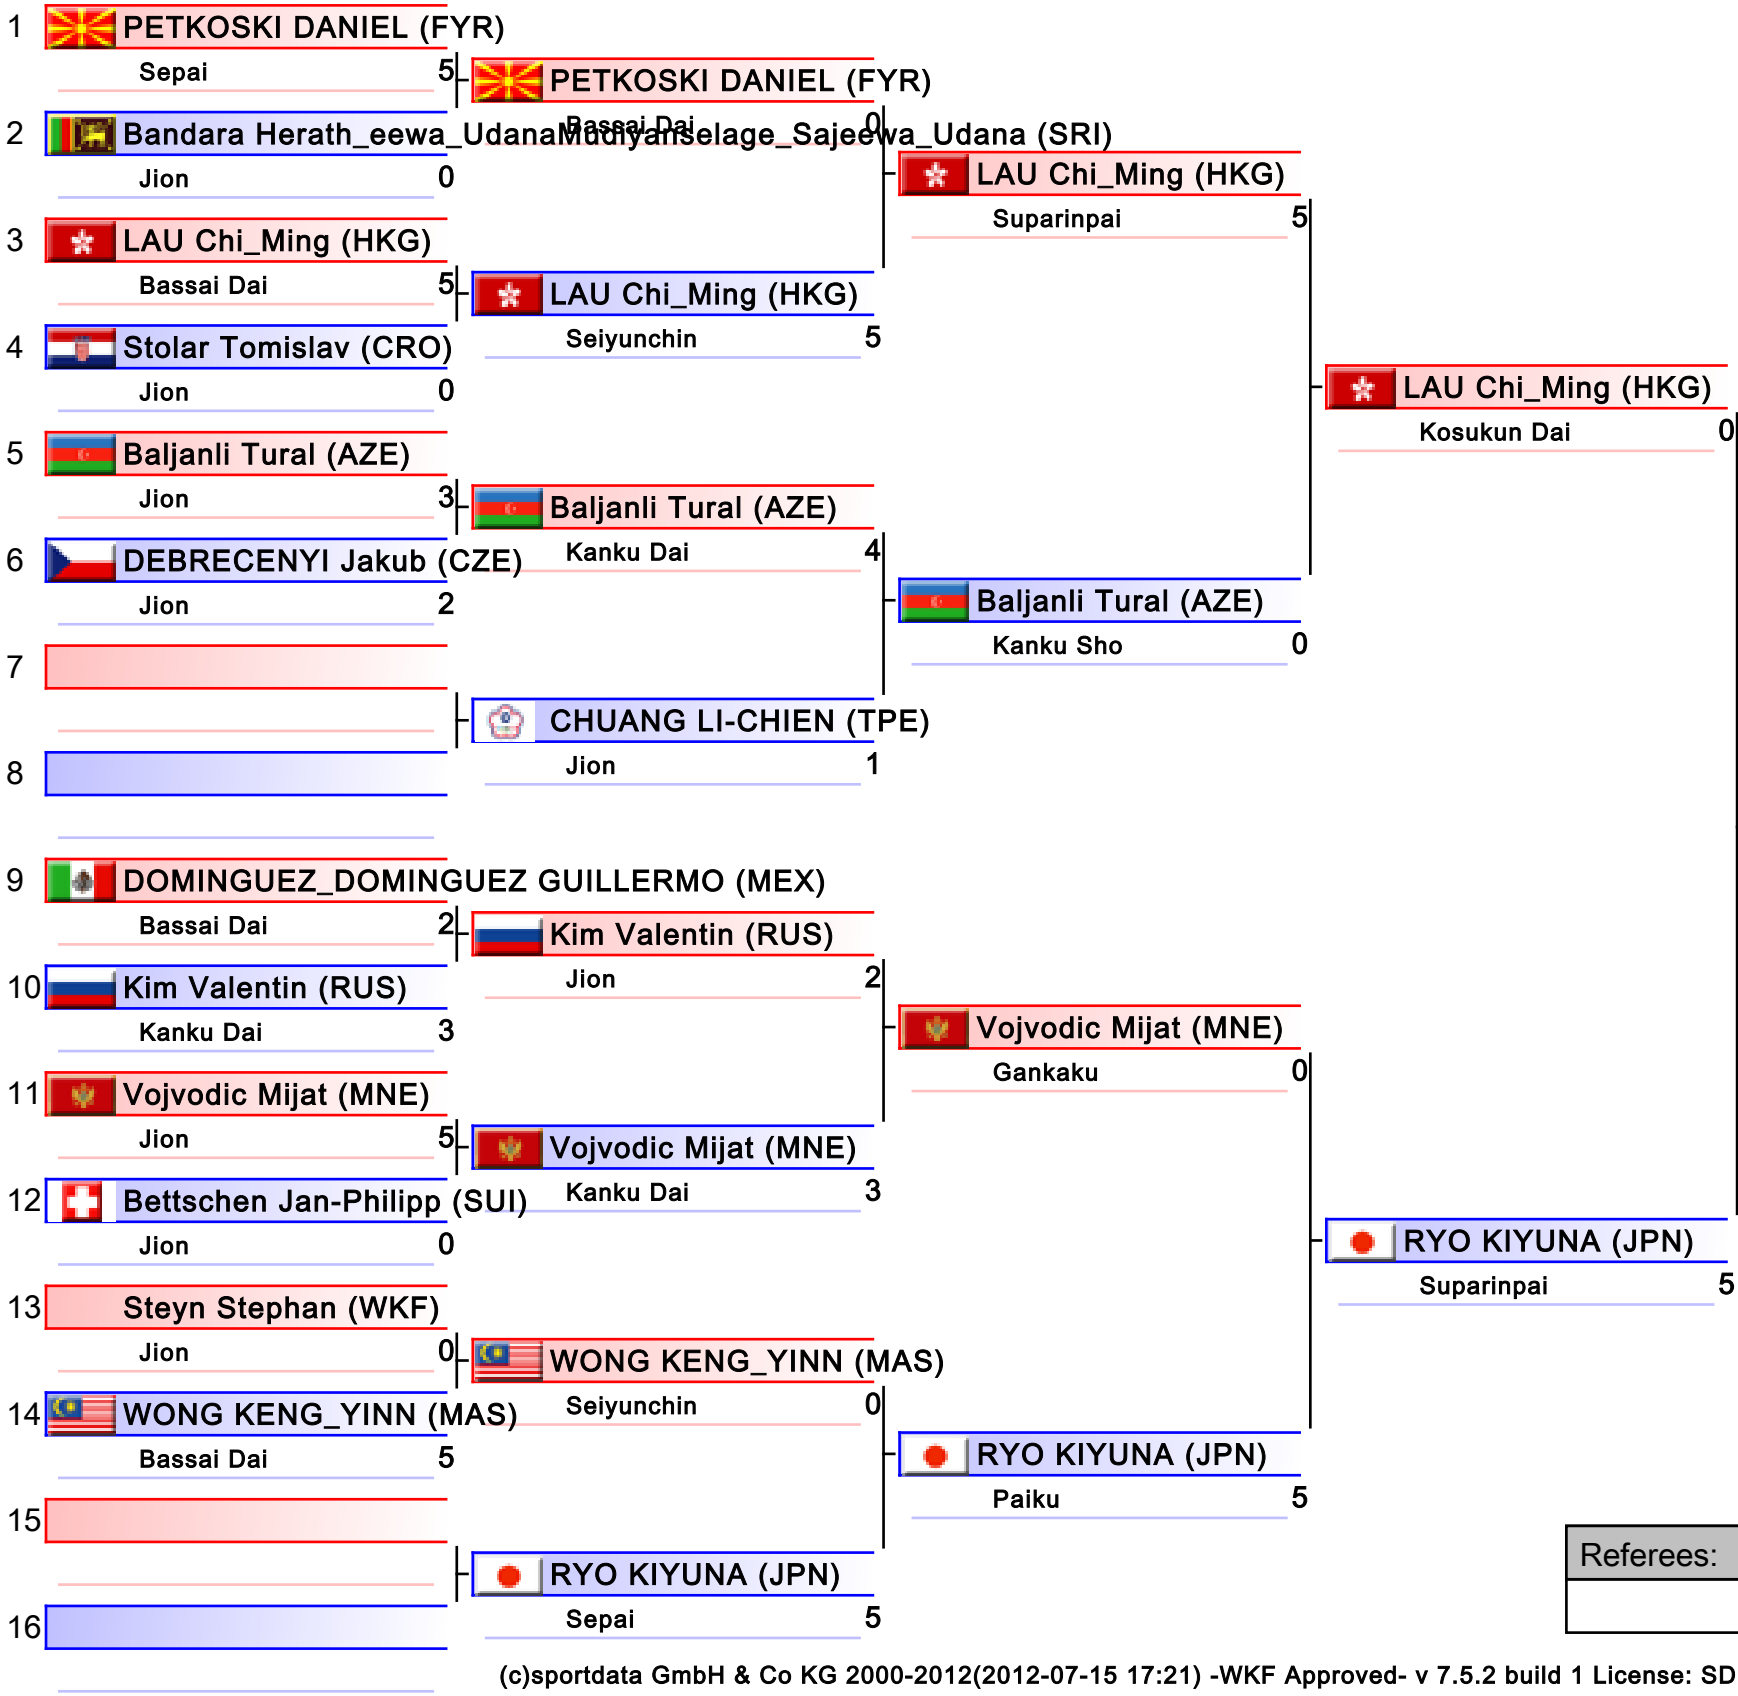 1 PETKOSKI DANIEL (FYR)
Sepai 5
2 Bandara Herath_eewa_UdanaMudiyanselage_Sajeewa_Udana (SRI)
Jion 0
3 LAU Chi_Ming (HKG)
Bassai Dai 5
4 Stolar Tomislav (CRO)
Jion 0
5 Baljanli Tural (AZE)
Jion 3
6 DEBRECENYI Jakub (CZE)
Jion 2
7
8
9 DOMINGUEZ_DOMINGUEZ GUILLERMO (MEX)
Bassai Dai 2
10 Kim Valentin (RUS)
Kanku Dai 3
11 Vojvodic Mijat (MNE)
Jion 5
12 Bettschen Jan-Philipp (SUI)
Jion 0
13 Steyn Stephan (WKF)
Jion 0
14 WONG KENG_YINN (MAS)
Bassai Dai 5
15
16
PETKOSKI DANIEL (FYR)
Bassai Dai 0
LAU Chi_Ming (HKG)
Seiyunchin 5
Baljanli Tural (AZE)
Kanku Dai 4
CHUANG LI-CHIEN (TPE)
Jion 1
Kim Valentin (RUS)
Jion 2
Vojvodic Mijat (MNE)
Kanku Dai 3
WONG KENG_YINN (MAS)
Seiyunchin 0
RYO KIYUNA (JPN)
Sepai 5
LAU Chi_Ming (HKG)
Suparinpai 5
Baljanli Tural (AZE)
Kanku Sho 0
Vojvodic Mijat (MNE)
Gankaku 0
RYO KIYUNA (JPN)
Paiku 5
LAU Chi_Ming (HKG)
Kosukun Dai 0
RYO KIYUNA (JPN)
Suparinpai 5
Referees:
(c)sportdata GmbH & Co KG 2000-2012(2012-07-15 17:21) -WKF Approved- v 7.5.2 build 1 License: SD